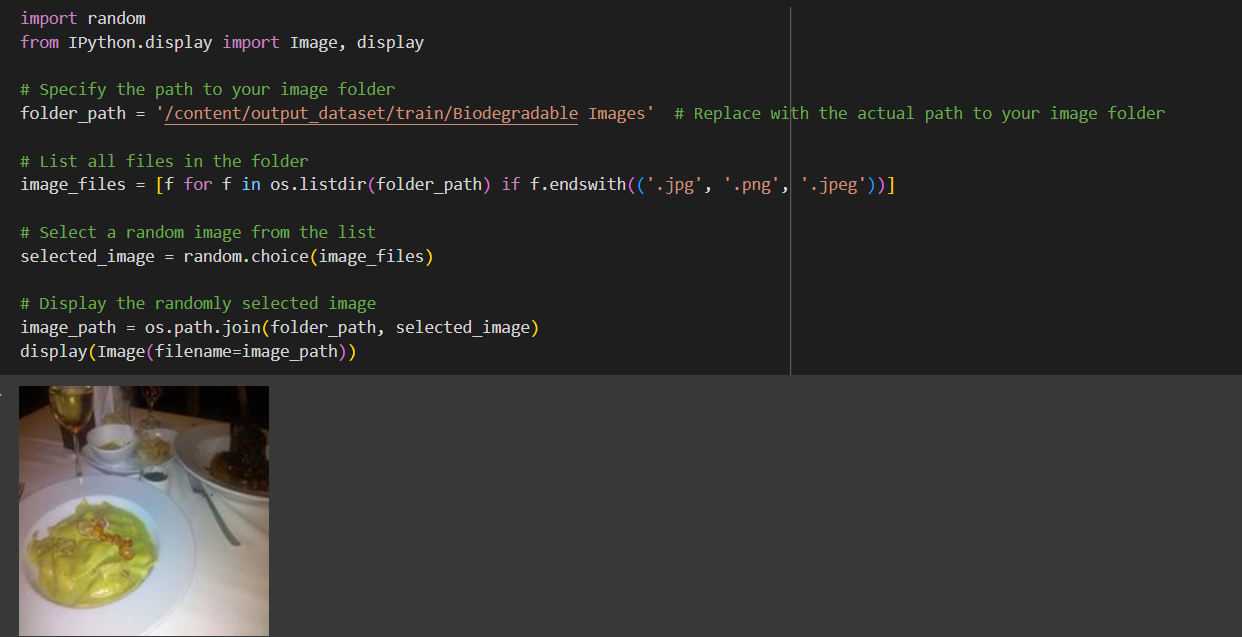 import random
from IPython.display import Image, display
# Specify the path to your image folder
folder_path = '/content/output_dataset/train/Biodegradable Images'  # Replace with the actual path to your image folder
# List all files in the folder
image_files = [f for f in os.listdir(folder_path) if f.endswith(('.jpg', '.png', '.jpeg'))]
# Select a random image from the list
selected_image = random.choice(image_files)
# Display the randomly selected image
image_path = os.path.join(folder_path, selected_image)
display(Image(filename=image_path))